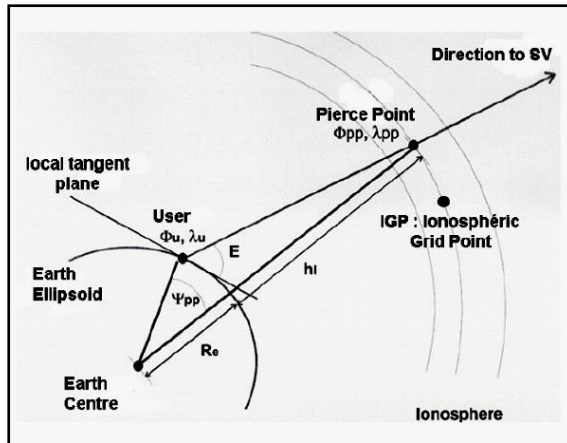 Direction to SV
Pierce Point
Φpp, λpp
local tangent
plane
User
Φu, λu
E
IGP : Ionosphéric
Grid Point
Earth
Ellipsoid
hI
Ψpp
Re
Earth
Centre
Ionosphere